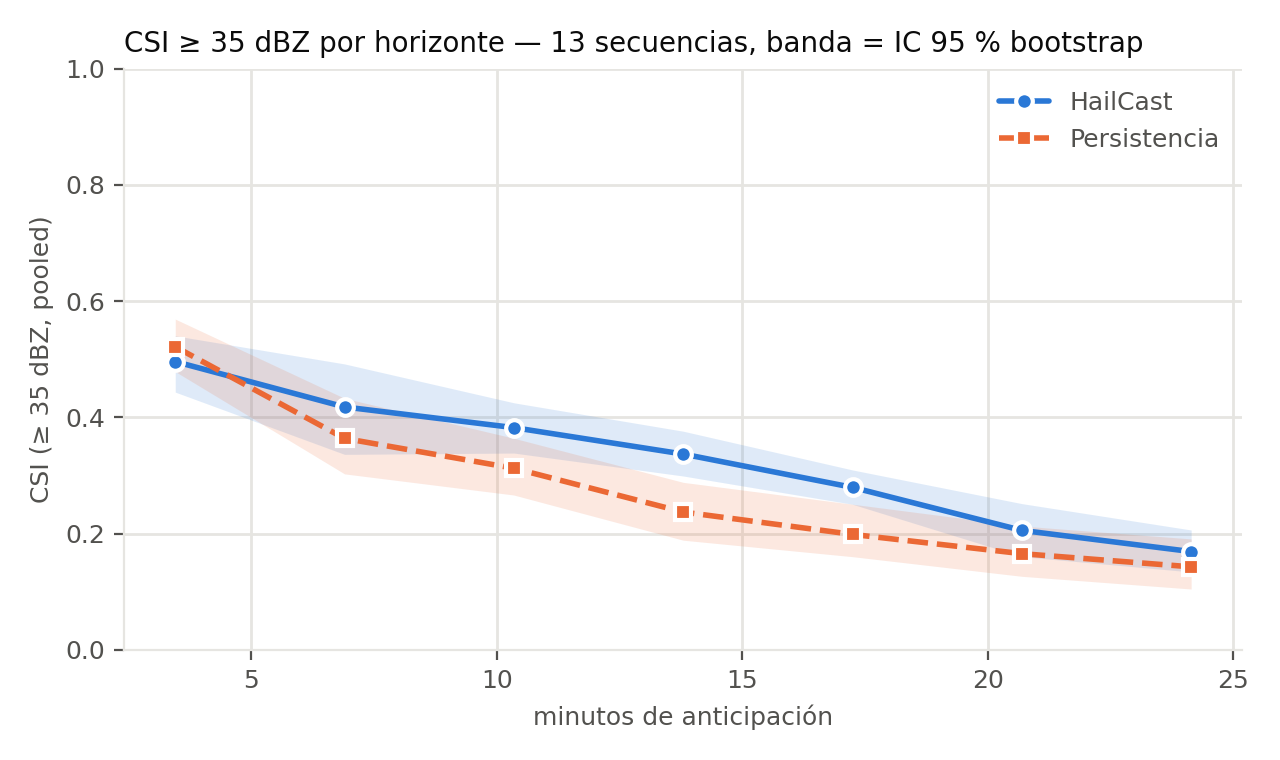 CSI ≥ 35 dBZ por horizonte — 13 secuencias, banda = IC 95 % bootstrap
HailCast
Persistencia
CSI (≥ 35 dBZ, pooled)
1.0
0.8
0.6
0.4
0.2
0.0
5 10 15 20 25
minutos de anticipación